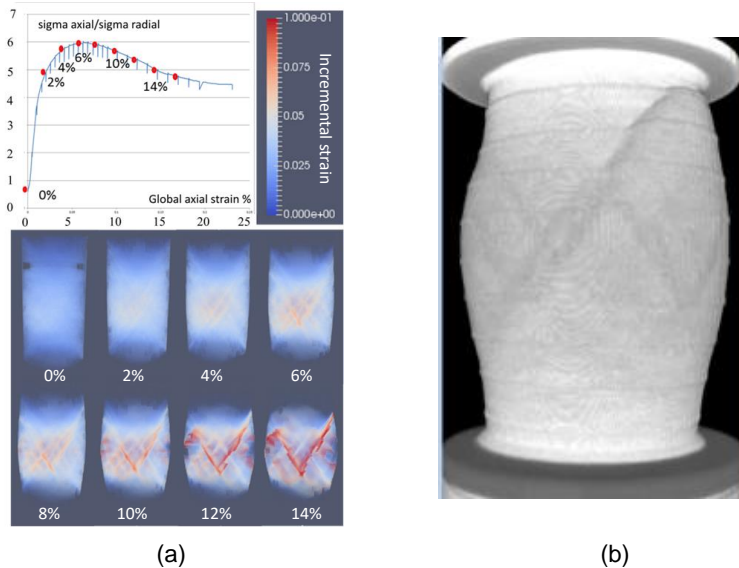 sigma axial/sigma radial
7
6
5
4
3
2
1
0
0%
2%
4%
6%
10%
14%
Global axial strain %
0 5 10 15 20 25
1.000e-01
0.075
0.05
0.025
0.000e+00
Incremental strain
0% 2% 4% 6%
8% 10% 12% 14%
(a) (b)